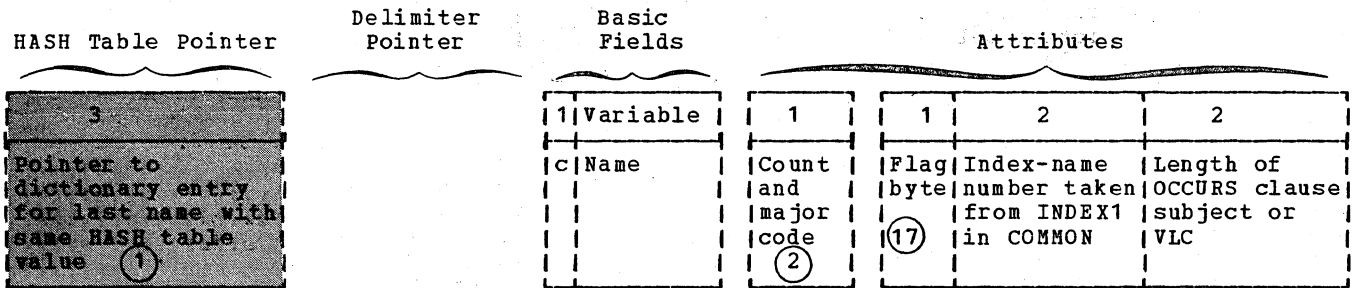 HASH Table Pointer
Delimiter
Pointer
Basic
Fields
Attributes
3
Pointer to
dictionary entry
for last name with
same HASH table
value 1
1 Variable
c Name
1
Count
and
major
code
2
1 2 2
Flag
byte
17
Index-name
number taken
from INDEX1
in COMMON
Length of
OCCURS clause
subject or
VLC